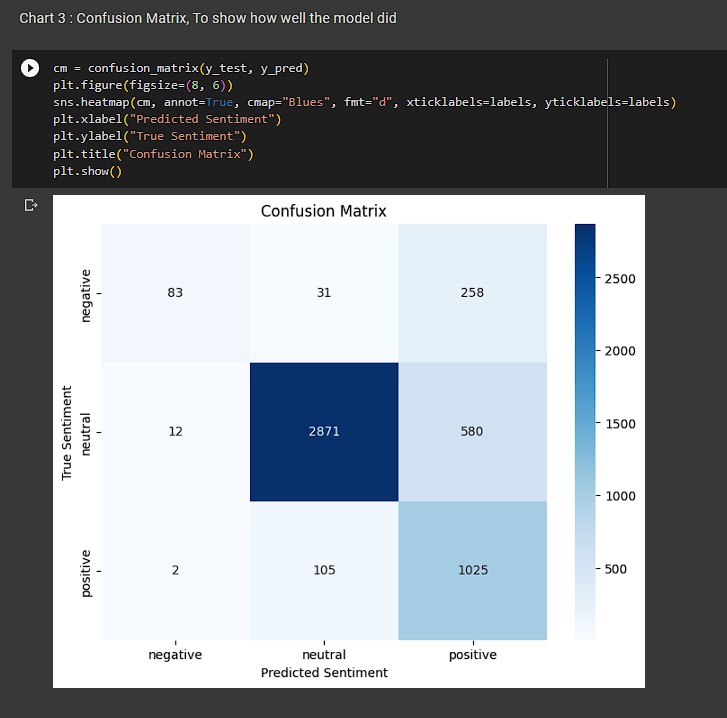 Chart 3 : Confusion Matrix, To show how well the model did
cm = confusion_matrix(y_test, y_pred)
plt.figure(figsize=(8, 6))
sns.heatmap(cm, annot=True, cmap="Blues", fmt="d", xticklabels=labels, yticklabels=labels)
plt.xlabel("Predicted Sentiment")
plt.ylabel("True Sentiment")
plt.title("Confusion Matrix")
plt.show()
Confusion Matrix
True Sentiment
negative
83 31 258
neutral
12 2871 580
positive
2 105 1025
negative neutral positive
Predicted Sentiment
2500
2000
1500
1000
500